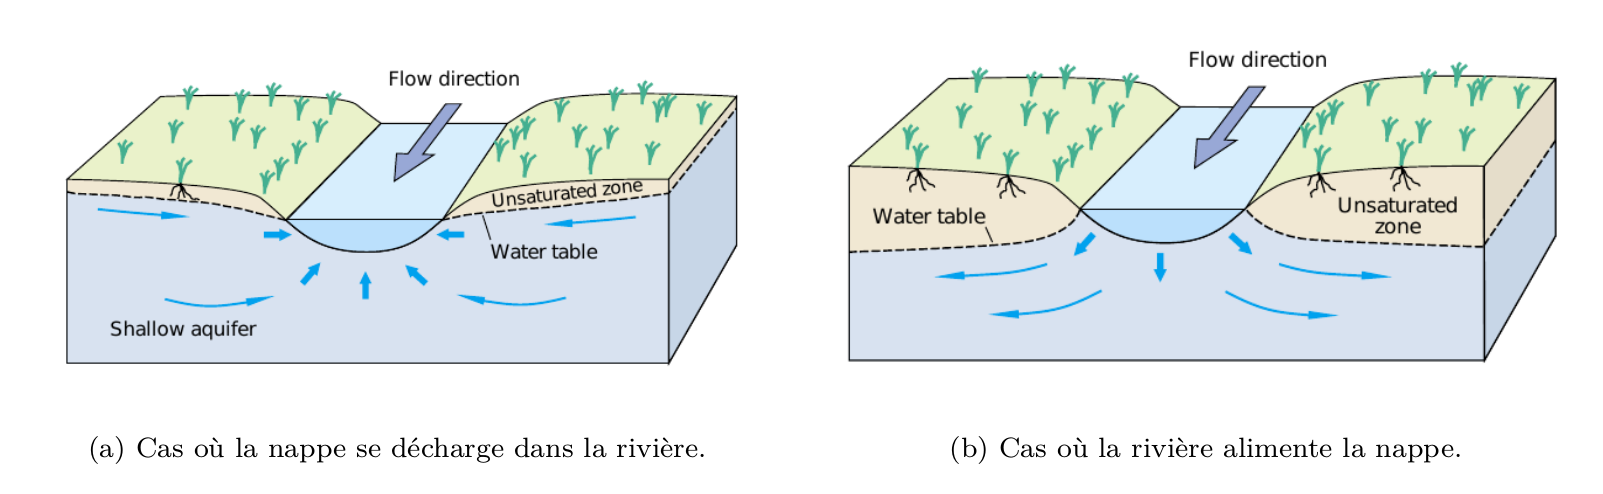 Flow direction
Unsaturated zone
Water table
Shallow aquifer
(a) Cas où la nappe se décharge dans la rivière.
Flow direction
Water table
Unsaturated
zone
(b) Cas où la rivière alimente la nappe.